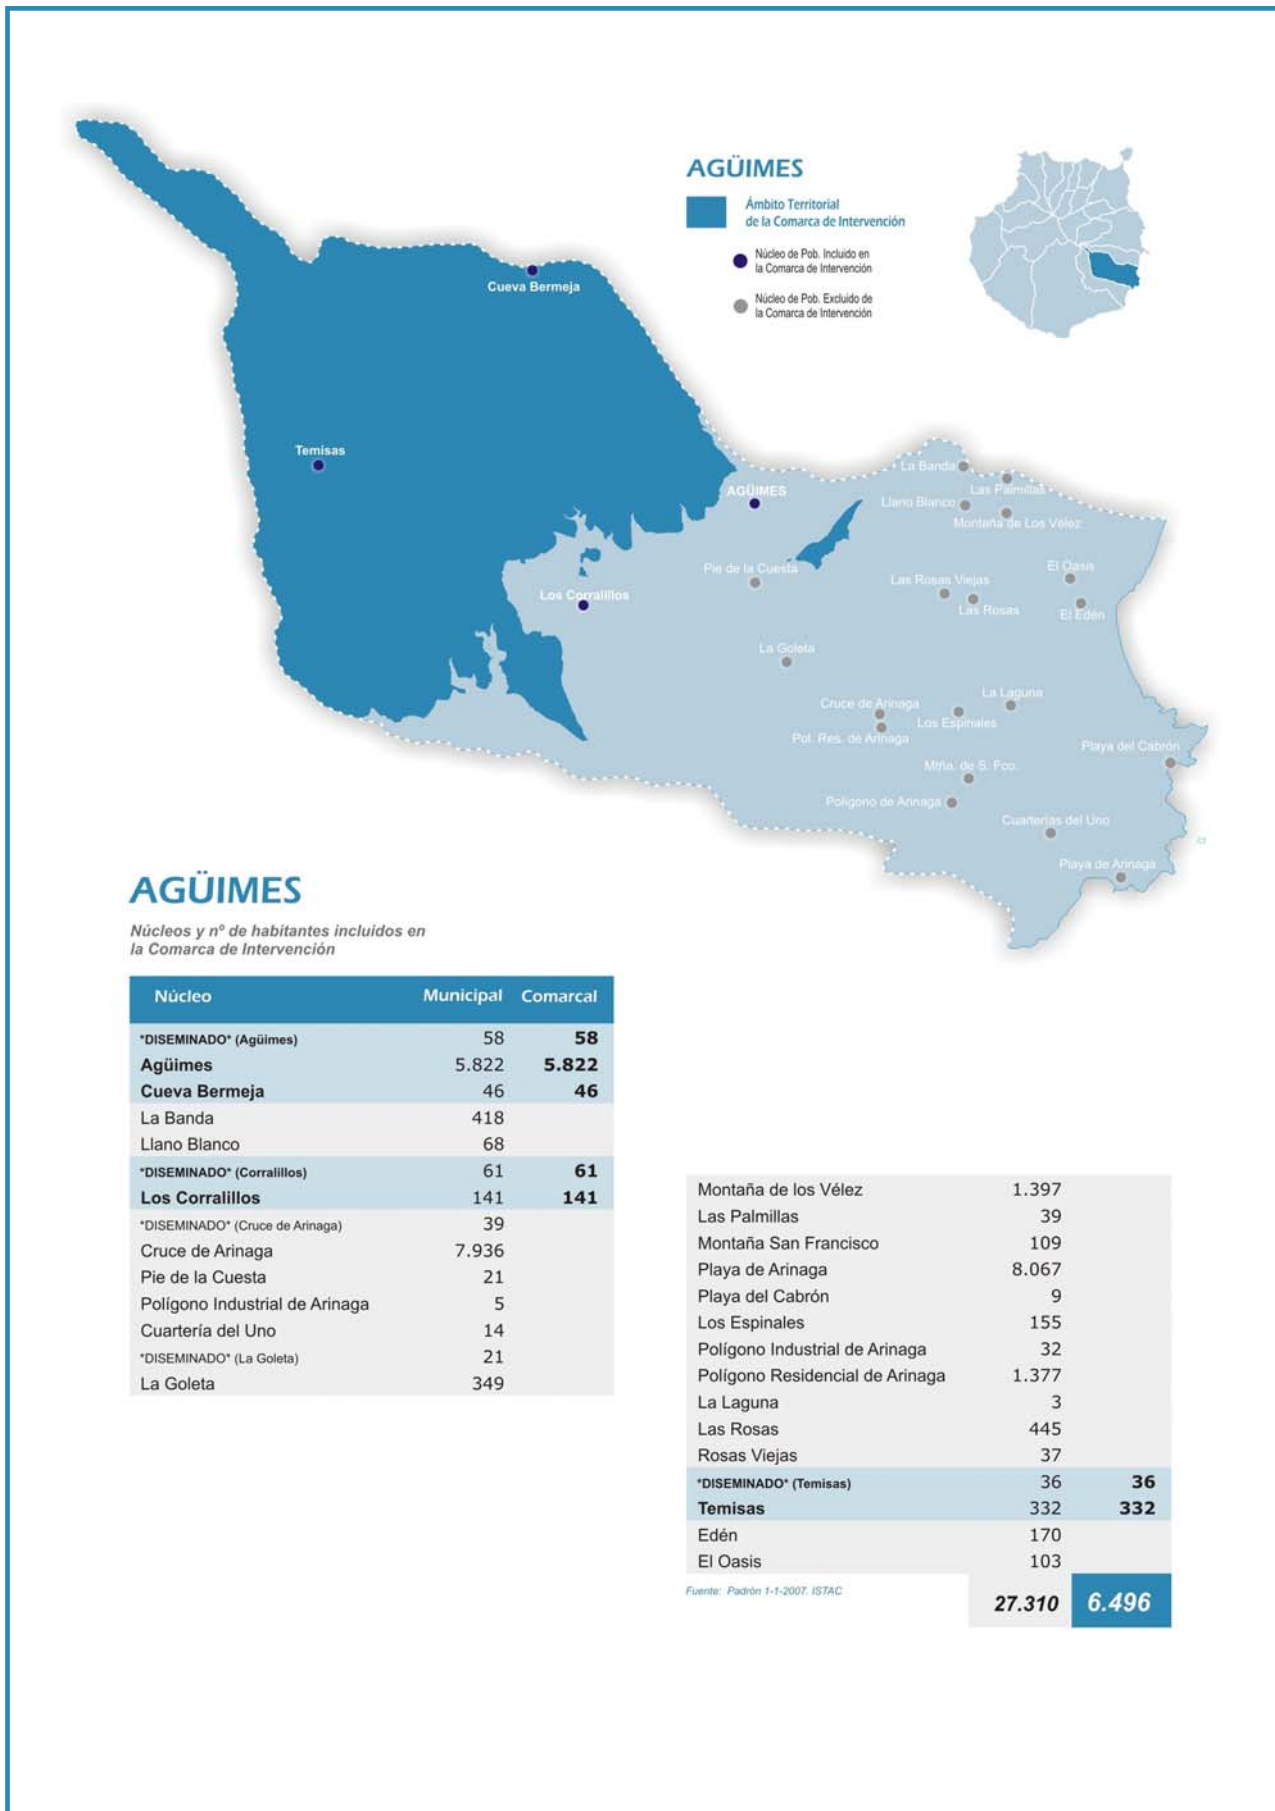 AGÜIMES
Ámbito Territorial
de la Comarca de Intervención
Núcleo de Pob. Incluido en
la Comarca de Intervención
Núcleo de Pob. Excluido de
la Comarca de Intervención
Cueva Bermeja
Temisas
La Banda
Las Palmillas
AGÜIMES
Llano Blanco
Montaña de Los Vélez
Pie de la Cuesta
El Oasis
Las Rosas Viejas
Los Corralillos
Las Rosas
El Edén
La Goleta
La Laguna
Cruce de Arinaga
Los Espinales
Pol. Res. de Arinaga
Playa del Cabrón
Mtña. de S. Fco.
Polígono de Arinaga
Cuarterías del Uno
Playa de Arinaga
AGÜIMES
Núcleos y nº de habitantes incluidos en
la Comarca de Intervención
Núcleo Municipal Comarcal
*DISEMINADO* (Agüimes) 58 58
Agüimes 5.822 5.822
Cueva Bermeja 46 46
La Banda 418
Llano Blanco 68
*DISEMINADO* (Corralillos) 61 61
Los Corralillos 141 141
*DISEMINADO* (Cruce de Arinaga) 39
Cruce de Arinaga 7.936
Pie de la Cuesta 21
Polígono Industrial de Arinaga 5
Cuartería del Uno 14
*DISEMINADO* (La Goleta) 21
La Goleta 349
Montaña de los Vélez 1.397
Las Palmillas 39
Montaña San Francisco 109
Playa de Arinaga 8.067
Playa del Cabrón 9
Los Espinales 155
Polígono Industrial de Arinaga 32
Polígono Residencial de Arinaga 1.377
La Laguna 3
Las Rosas 445
Rosas Viejas 37
*DISEMINADO* (Temisas) 36 36
Temisas 332 332
Edén 170
El Oasis 103
Fuente: Padrón 1-1-2007. ISTAC
27.310 6.496